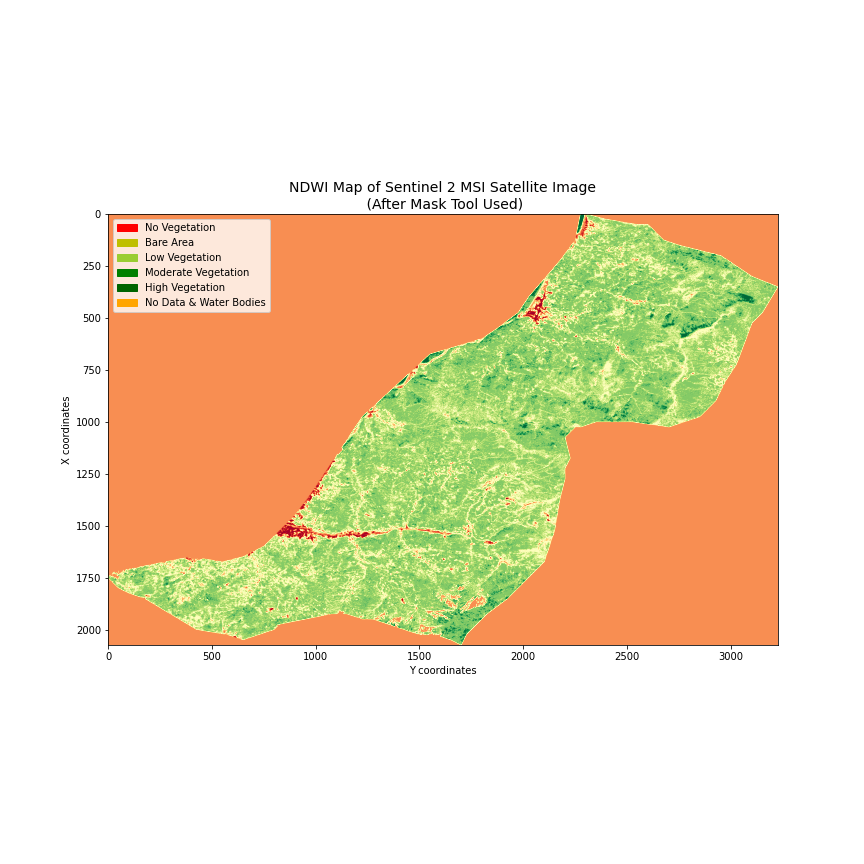 NDWI Map of Sentinel 2 MSI Satellite Image
(After Mask Tool Used)
No Vegetation
Bare Area
Low Vegetation
Moderate Vegetation
High Vegetation
No Data & Water Bodies
0
250
500
750
1000
1250
1500
1750
2000
X coordinates
0
500
1000
1500
2000
2500
3000
Y coordinates